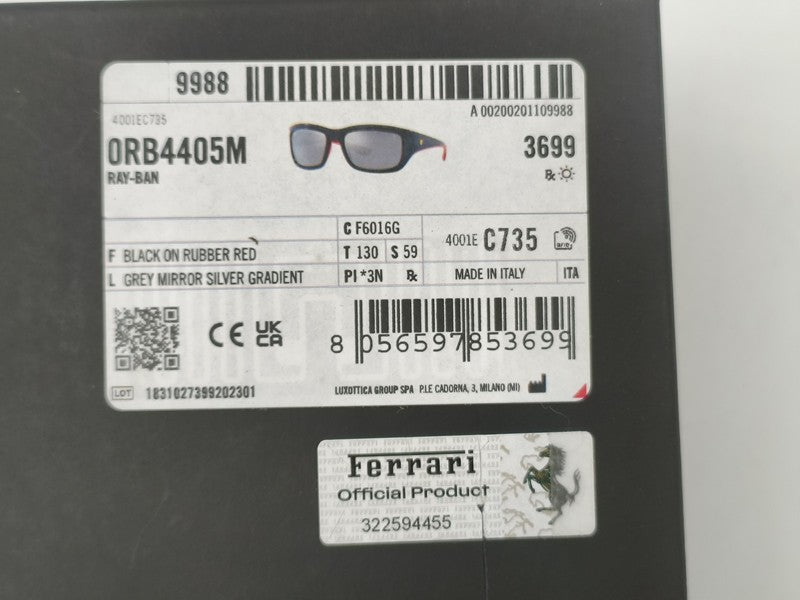 9988
A 00200201109988
4001EC735
0RB4405M
RAY-BAN
3699
C F6016G
F BLACK ON RUBBER RED
T 130 S 59
4001E C735
L GREY MIRROR SILVER GRADIENT
PI *3N
MADE IN ITALY
ITA
CE UKCA
8 056597 853699
LOT 1831027399202301
LUXOTTICA GROUP SPA P.LE CADORNA, 3, MILANO (MI)
Ferrari
Official Product
322594455